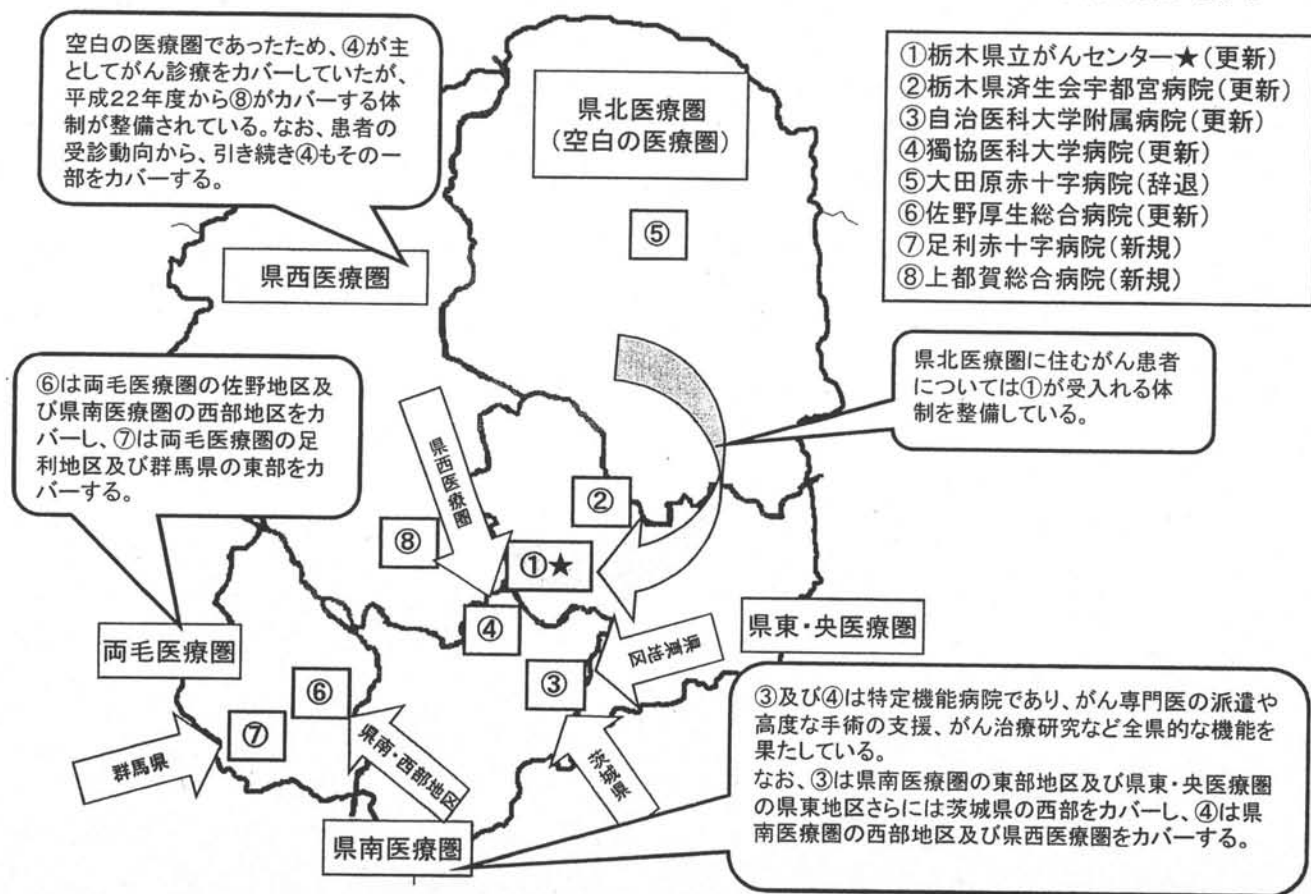 空白の医療圏であったため、④が主
としてがん診療をカバーしていたが、
平成22年度から⑧がカバーする体
制が整備されている。なお、患者の
受診動向から、引き続き④もその一
部をカバーする。
県北医療圏
(空白の医療圏)
①栃木県立がんセンター★(更新)
②栃木県済生会宇都宮病院(更新)
③自治医科大学附属病院(更新)
④獨協医科大学病院(更新)
⑤大田原赤十字病院(辞退)
⑥佐野厚生総合病院(更新)
⑦足利赤十字病院(新規)
⑧上都賀総合病院(新規)
⑤
県西医療圏
県北医療圏に住むがん患者
については①が受入れる体
制を整備している。
⑥は両毛医療圏の佐野地区及
び県南医療圏の西部地区をカ
バーし、⑦は両毛医療圏の足
利地区及び群馬県の東部をカ
バーする。
県西医療圏
②
⑧
①★
④
県東地区
県東・央医療圏
両毛医療圏
③
⑥
⑦
群馬県
県南・西部地区
茨城県
県南医療圏
③及び④は特定機能病院であり、がん専門医の派遣や
高度な手術の支援、がん治療研究など全県的な機能を
果たしている。
なお、③は県南医療圏の東部地区及び県東・央医療圏
の県東地区さらには茨城県の西部をカバーし、④は県
南医療圏の西部地区及び県西医療圏をカバーする。